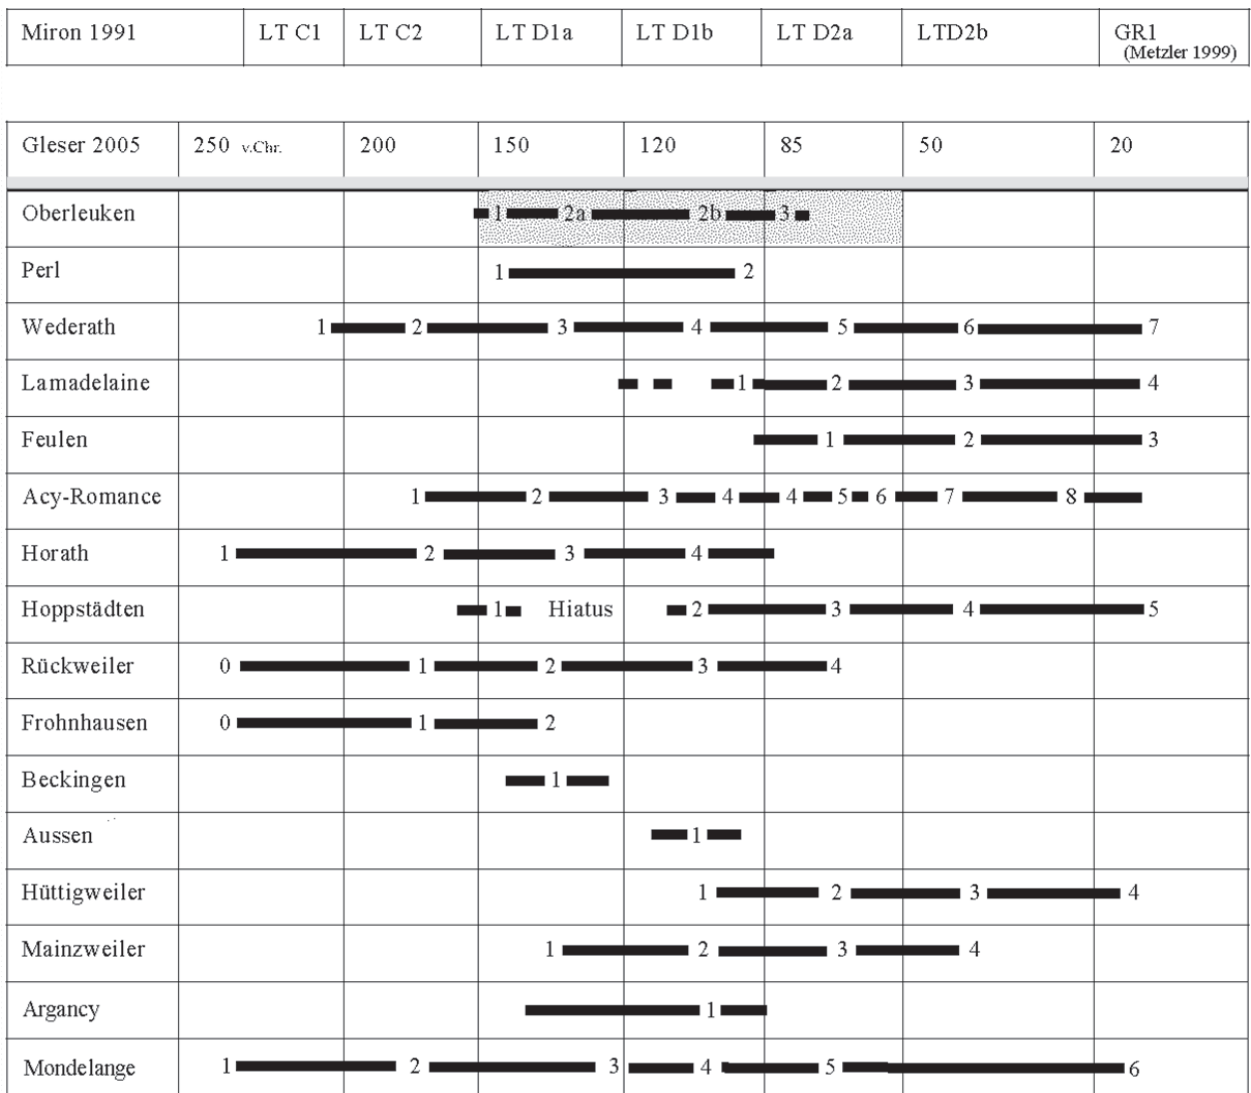 Miron 1991 LT C1 LT C2 LT D1a LT D1b LT D2a LTD2b GR1
(Metzler 1999)
Gleser 2005 250 v.Chr. 200 150 120 85 50 20
Oberleuken 1 2a 2b 3
Perl 1 2
Wederath 1 2 3 4 5 6 7
Lamadelaine 1 2 3 4
Feulen 1 2 3
Acy-Romance 1 2 3 4 4 5 6 7 8
Horath 1 2 3 4
Hoppstädten 1 Hiatus 2 3 4 5
Rückweiler 0 1 2 3 4
Frohnhausen 0 1 2
Beckingen 1
Aussen 1
Hüttigweiler 1 2 3 4
Mainzweiler 1 2 3 4
Argancy 1
Mondelange 1 2 3 4 5 6